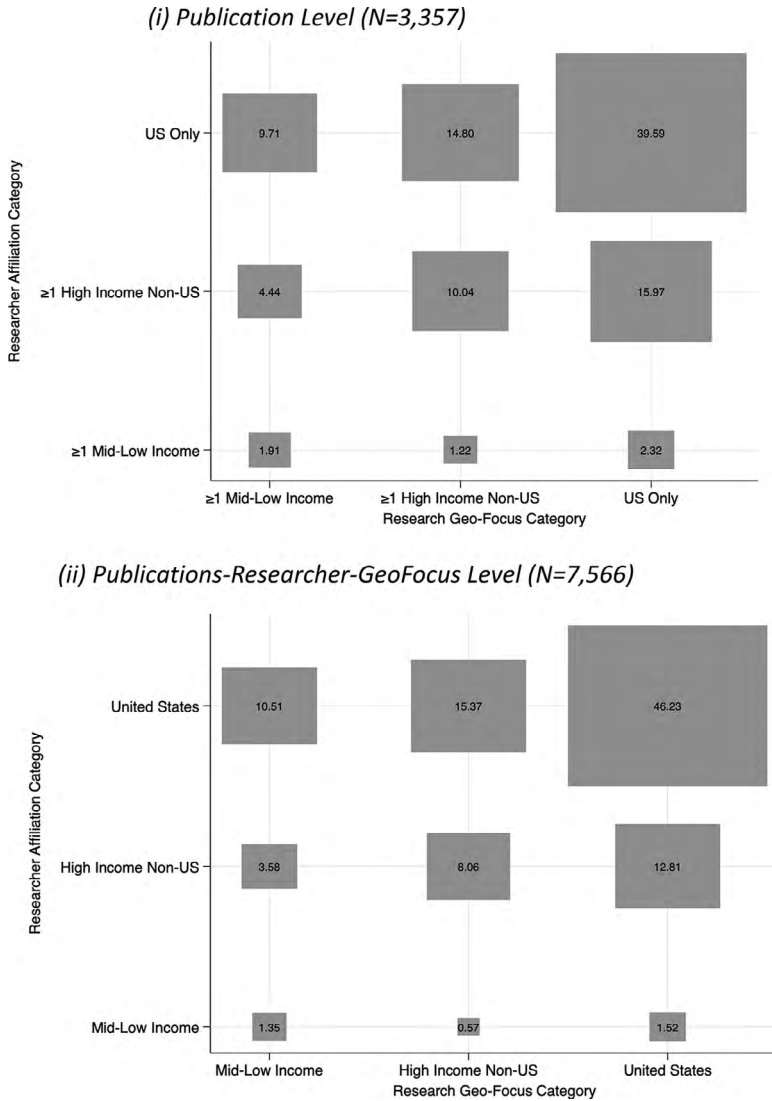 (i) Publication Level (N=3,357)
Researcher Affiliation Category
US Only
9.71
14.80
39.59
≥1 High Income Non-US
4.44
10.04
15.97
≥1 Mid-Low Income
1.91
1.22
2.32
≥1 Mid-Low Income
≥1 High Income Non-US
US Only
Research Geo-Focus Category
(ii) Publications-Researcher-GeoFocus Level (N=7,566)
Researcher Affiliation Category
United States
10.51
15.37
46.23
High Income Non-US
3.58
8.06
12.81
Mid-Low Income
1.35
0.57
1.52
Mid-Low Income
High Income Non-US
United States
Research Geo-Focus Category